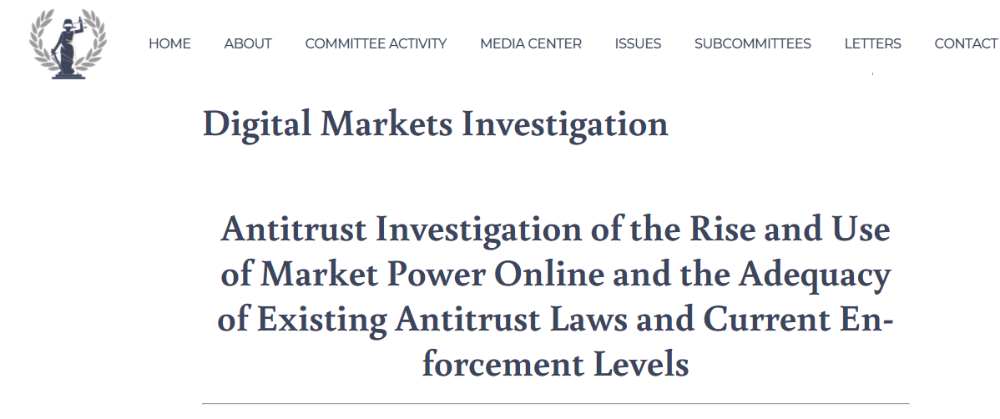 HOME ABOUT COMMITTEE ACTIVITY MEDIA CENTER ISSUES SUBCOMMITTEES LETTERS CONTACT
Digital Markets Investigation
Antitrust Investigation of the Rise and Use
of Market Power Online and the Adequacy
of Existing Antitrust Laws and Current En-
forcement Levels